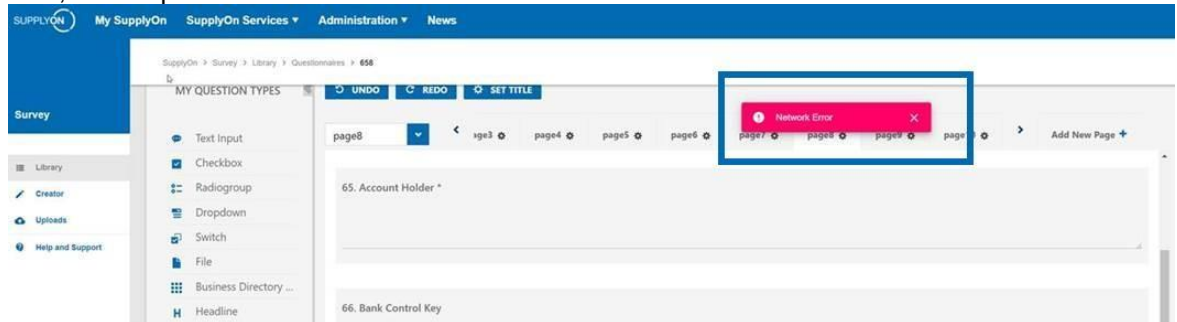 SUPPLYON My SupplyOn SupplyOn Services Administration News
SupplyOn > Survey > Library > Questionnaires > 658
MY QUESTION TYPES UNDO REDO SET TITLE
Survey
Network Error
page8 page4 page5 page6 page7 page8 page9 Add New Page +
Text Input
Checkbox
Library
Radiogroup
65. Account Holder *
Creator
Dropdown
Uploads
Switch
Help and Support
File
Business Directory ...
Headline
66. Bank Control Key